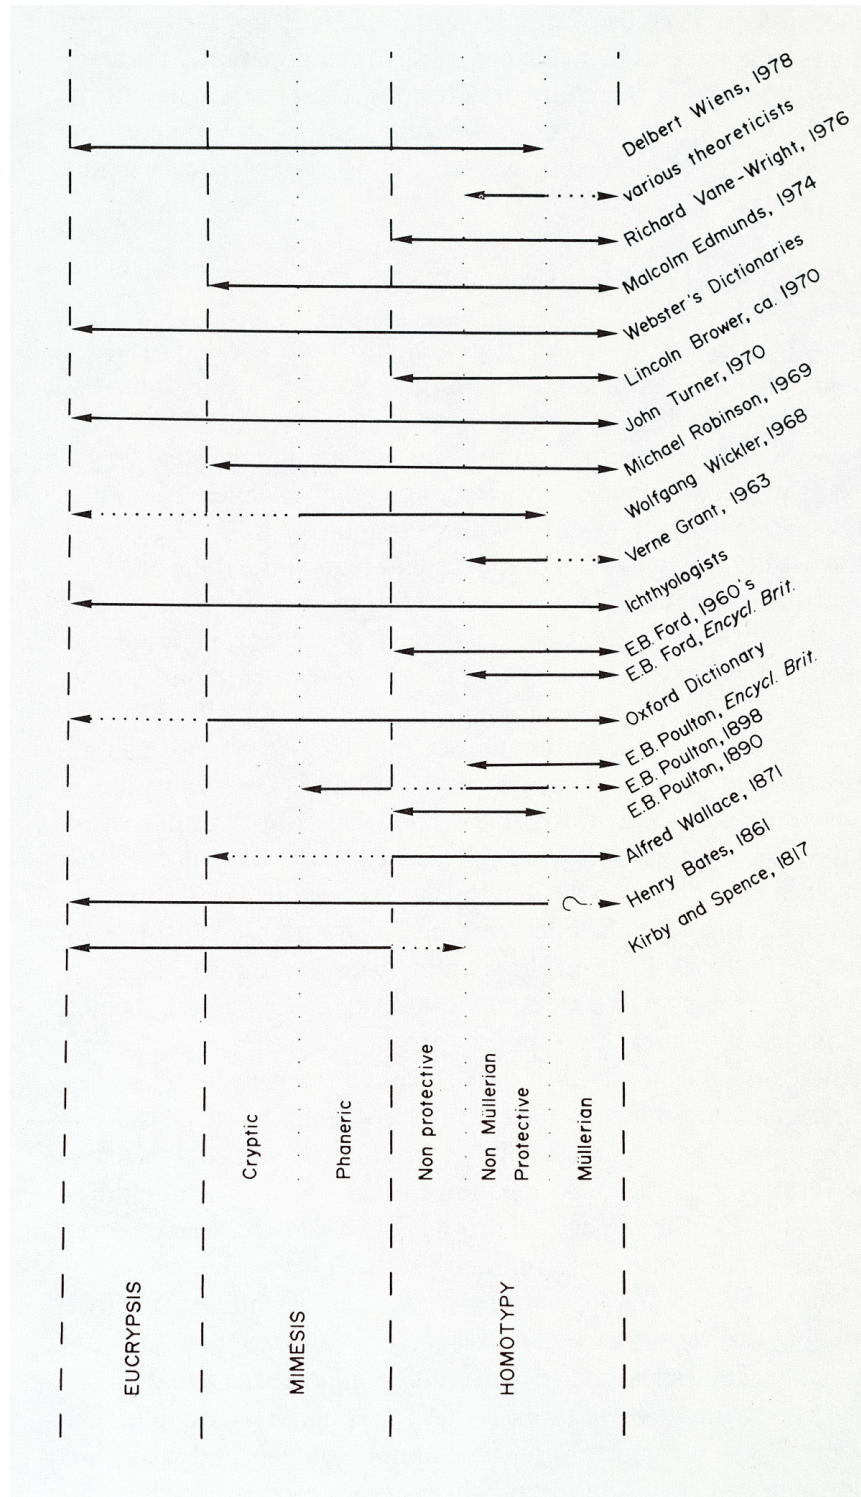 Delbert Wiens, 1978
various theoreticists
Richard Vane-Wright, 1976
Malcolm Edmunds, 1974
Webster's Dictionaries
Lincoln Brower, ca. 1970
John Turner, 1970
Michael Robinson, 1969
Wolfgang Wickler, 1968
Verne Grant, 1963
Ichthyologists
E.B. Ford, 1960's
E.B. Ford, Encycl. Brit.
Oxford Dictionary
E.B. Poulton, Encycl. Brit.
E.B. Poulton, 1898
E.B. Poulton, 1890
Alfred Wallace, 1871
Henry Bates, 1861
?
Kirby and Spence, 1817
Cryptic
Phaneric
Non protective
Non Müllerian
Protective
Müllerian
EUCRYPSIS
MIMESIS
HOMOTYPY